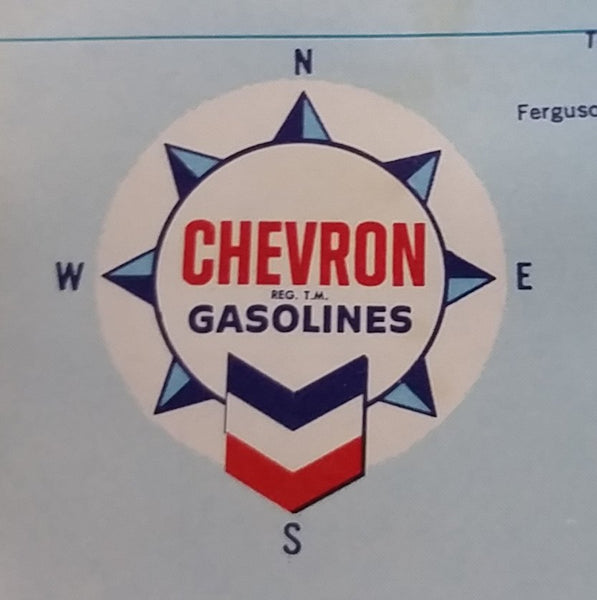 N
Ferguso
W
CHEVRON
E
REG. T.M.
GASOLINES
S